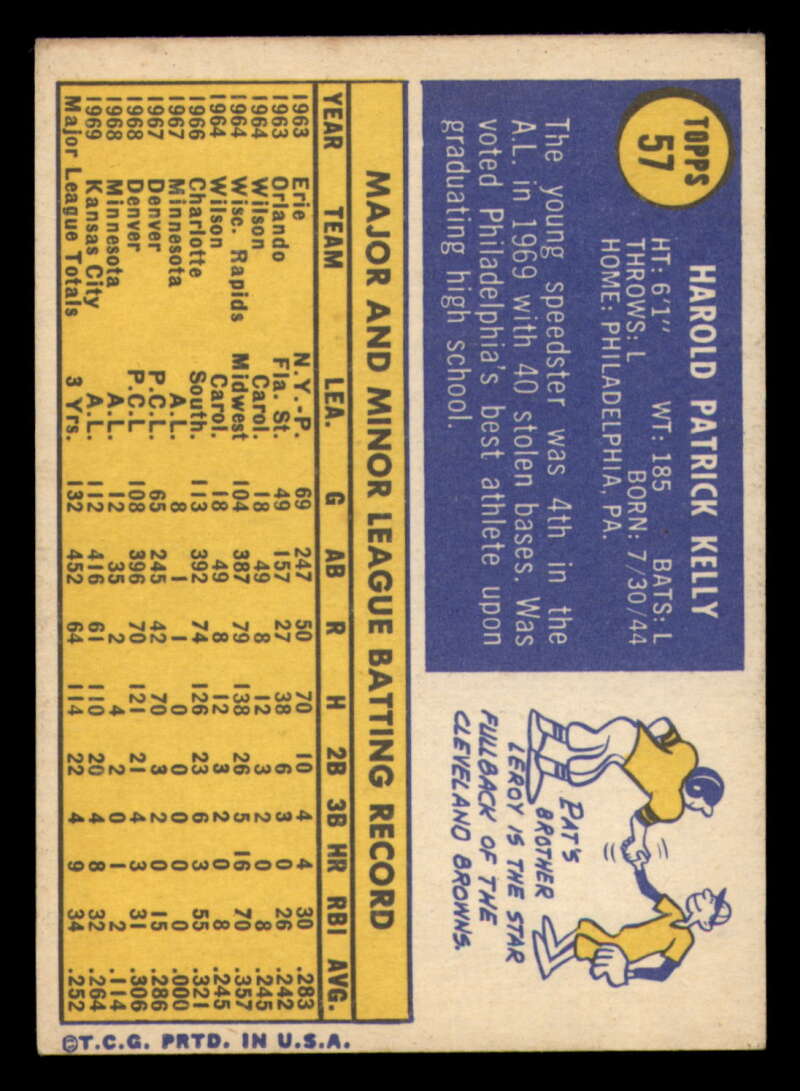 TOPPS
57
HAROLD PATRICK KELLY
HT: 6'1" WT: 185 BATS: L
THROWS: L BORN: 7/30/44
HOME: PHILADELPHIA, PA.
The young speedster was 4th in the
A.L. in 1969 with 40 stolen bases. Was
voted Philadelphia's best athlete upon
graduating high school.
PAT'S
BROTHER
LEROY IS THE STAR
FULLBACK OF THE
CLEVELAND BROWNS.
MAJOR AND MINOR LEAGUE BATTING RECORD
YEAR TEAM LEA. G AB R H 2B 3B HR RBI AVG.
1963 Erie N.Y.-P. 69 247 50 70 10 4 4 30 .283
1963 Orlando Fla. St. 49 157 27 38 6 3 0 26 .242
1964 Wilson Carol. 18 49 8 12 3 2 0 8 .245
1964 Wisc. Rapids Midwest 104 387 79 138 26 5 16 70 .357
1964 Wilson Carol. 18 49 8 12 3 2 0 8 .245
1966 Charlotte South. 113 392 74 126 23 6 3 55 .321
1967 Minnesota A.L. 8 1 1 0 0 0 0 0 .000
1967 Denver P.C.L. 65 245 42 70 3 2 0 15 .286
1968 Denver P.C.L 108 396 70 121 21 4 3 31 .306
1968 Minnesota A.L. 12 35 2 4 2 0 1 2 .114
1969 Kansas City A.L. 112 416 61 110 20 4 8 32 .264
Major League Totals 3 Yrs. 132 452 64 114 22 4 9 34 .252
©T.C.G. PRTD. IN U.S.A.